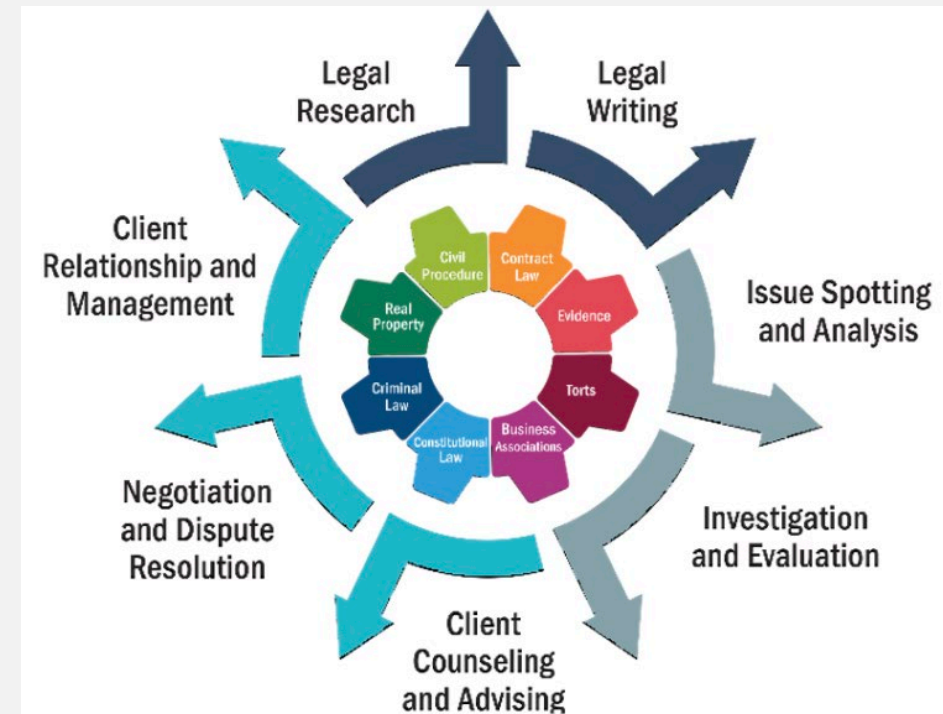 Legal
Research
Legal
Writing
Issue Spotting
and Analysis
Investigation
and Evaluation
Client
Counseling
and Advising
Negotiation
and Dispute
Resolution
Client
Relationship and
Management
Civil
Procedure
Contract
Law
Evidence
Torts
Business
Associations
Constitutional
Law
Criminal
Law
Real
Property